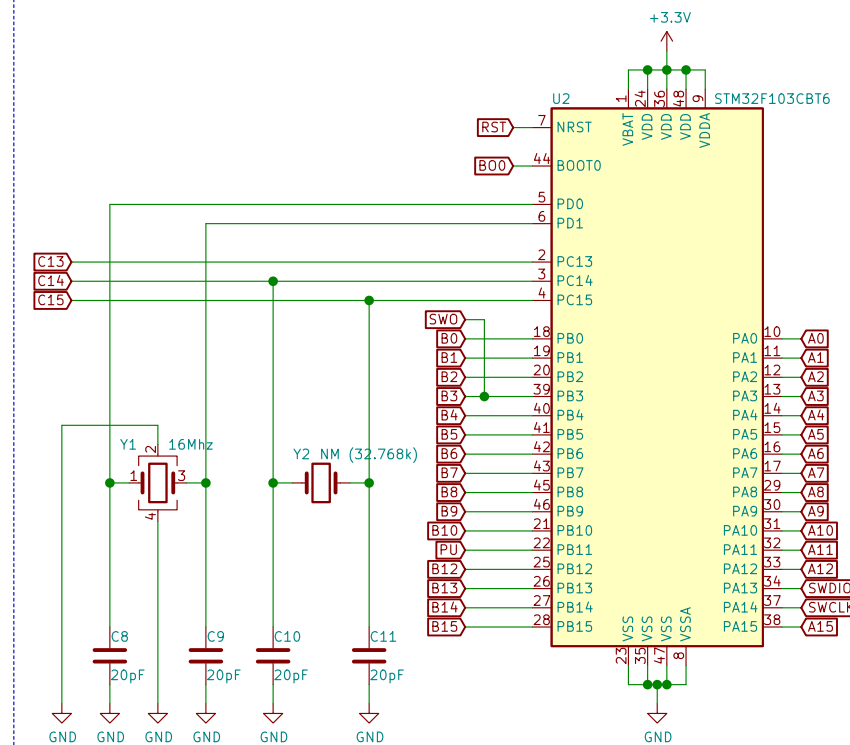 +3.3V
U2
STM32F103CBT6
1
24
36
48
9
VBAT
VDD
VDD
VDD
VDDA
RST
7
NRST
BO0
44
BOOT0
5
PD0
6
PD1
C13
2
PC13
C14
3
PC14
C15
4
PC15
SWO
B0
18
PB0
PA0
10
A0
B1
19
PB1
PA1
11
A1
B2
20
PB2
PA2
12
A2
B3
39
PB3
PA3
13
A3
B4
40
PB4
PA4
14
A4
B5
41
PB5
PA5
15
A5
B6
42
PB6
PA6
16
A6
B7
43
PB7
PA7
17
A7
B8
45
PB8
PA8
29
A8
B9
46
PB9
PA9
30
A9
B10
21
PB10
PA10
31
A10
PU
22
PB11
PA11
32
A11
B12
25
PB12
PA12
33
A12
B13
26
PB13
PA13
34
SWDIO
B14
27
PB14
PA14
37
SWCLK
B15
28
PB15
PA15
38
A15
VSS
VSS
VSS
VSSA
23
35
47
8
GND
Y1
16Mhz
1
2
3
4
Y2 NM (32.768k)
C8
20pF
C9
20pF
C10
20pF
C11
20pF
GND
GND
GND
GND
GND
GND